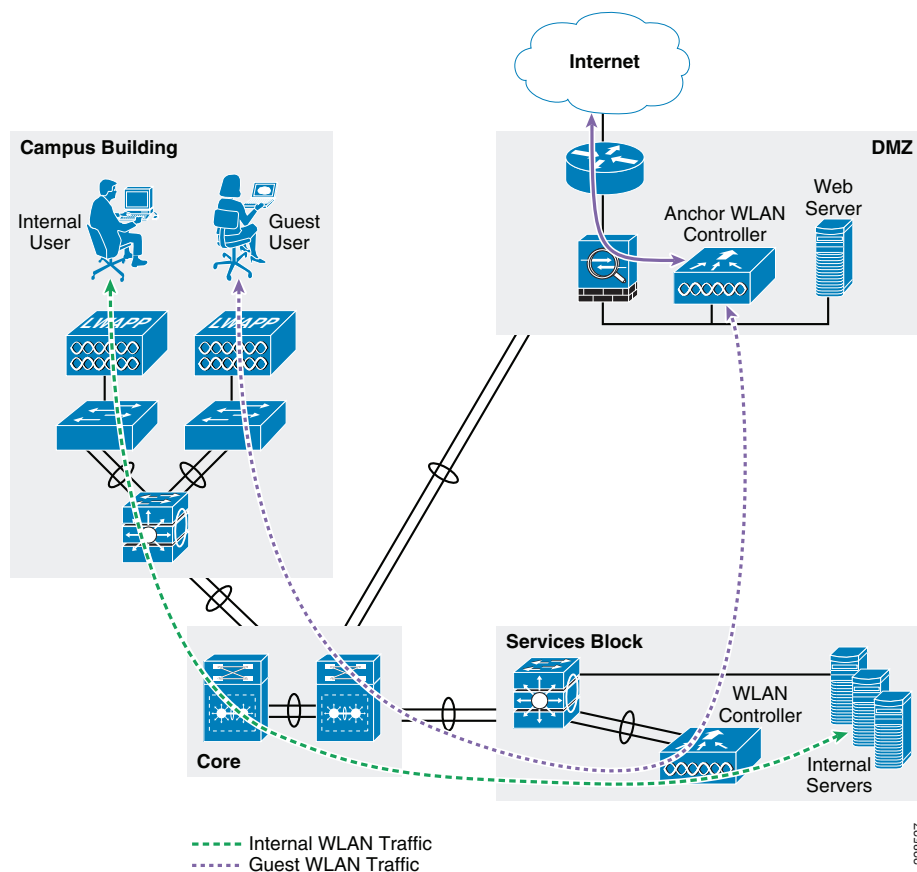 Internet
Campus Building
DMZ
Internal
User
Guest
User
Anchor WLAN
Controller
Web
Server
LWAPP
LWAPP
Services Block
WLAN
Controller
Internal
Servers
Core
Internal WLAN Traffic
Guest WLAN Traffic